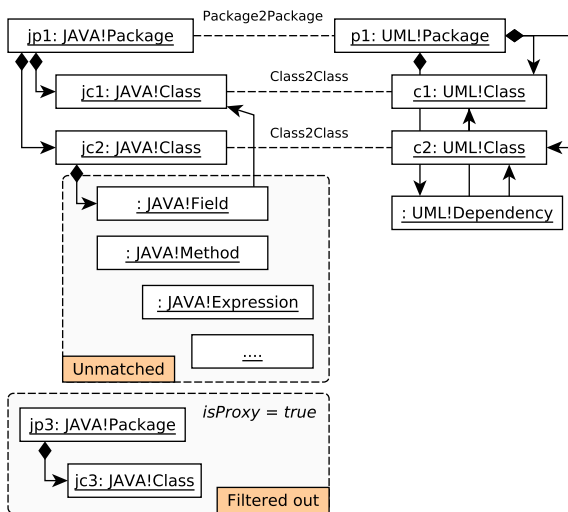 Package2Package
jp1: JAVA!Package
p1: UML!Package
Class2Class
jc1: JAVA!Class
c1: UML!Class
Class2Class
jc2: JAVA!Class
c2: UML!Class
: JAVA!Field
: UML!Dependency
: JAVA!Method
: JAVA!Expression
....
Unmatched
isProxy = true
jp3: JAVA!Package
jc3: JAVA!Class
Filtered out